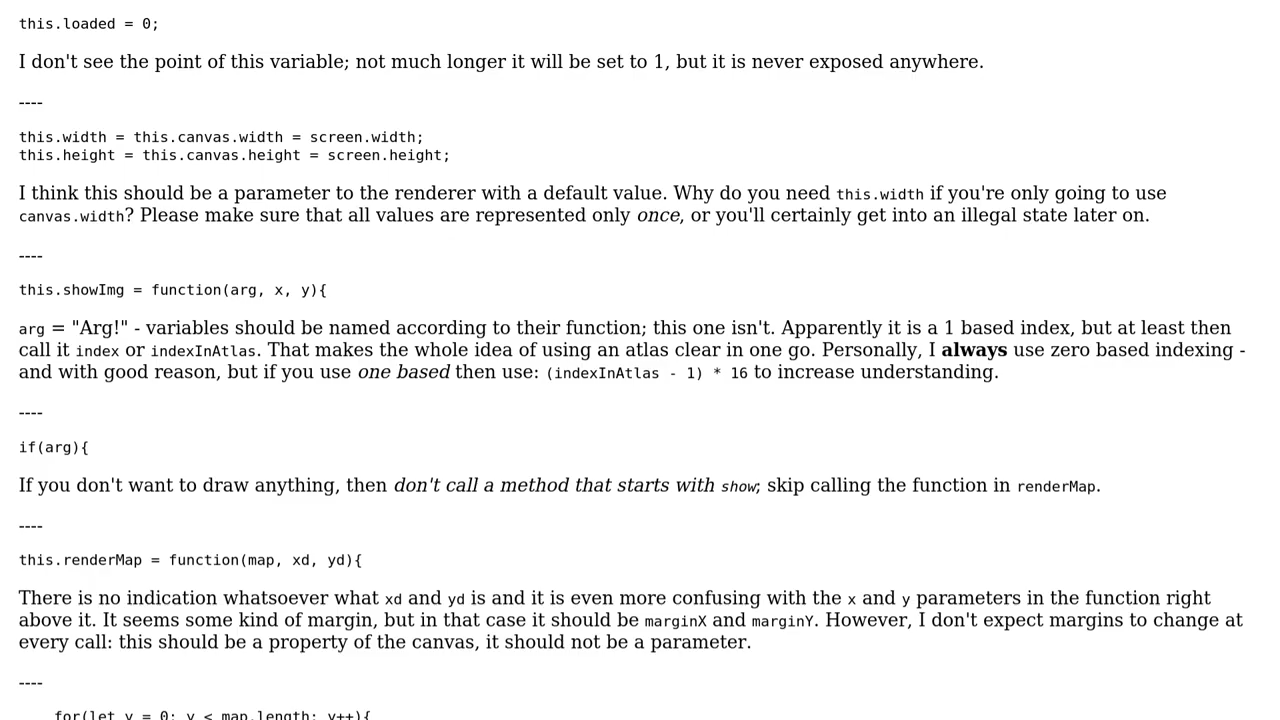 this.loaded = 0;
I don't see the point of this variable; not much longer it will be set to 1, but it is never exposed anywhere.
----
this.width = this.canvas.width = screen.width;
this.height = this.canvas.height = screen.height;
I think this should be a parameter to the renderer with a default value. Why do you need this.width if you're only going to use
canvas.width? Please make sure that all values are represented only once, or you'll certainly get into an illegal state later on.
----
this.showImg = function(arg, x, y){
arg = "Arg!" - variables should be named according to their function; this one isn't. Apparently it is a 1 based index, but at least then
call it index or indexInAtlas. That makes the whole idea of using an atlas clear in one go. Personally, I always use zero based indexing -
and with good reason, but if you use one based then use: (indexInAtlas - 1) * 16 to increase understanding.
----
if(arg){
If you don't want to draw anything, then don't call a method that starts with show; skip calling the function in renderMap.
----
this.renderMap = function(map, xd, yd){
There is no indication whatsoever what xd and yd is and it is even more confusing with the x and y parameters in the function right
above it. It seems some kind of margin, but in that case it should be marginX and marginY. However, I don't expect margins to change at
every call: this should be a property of the canvas, it should not be a parameter.
----
for(let y = 0; y < map.length; y++){